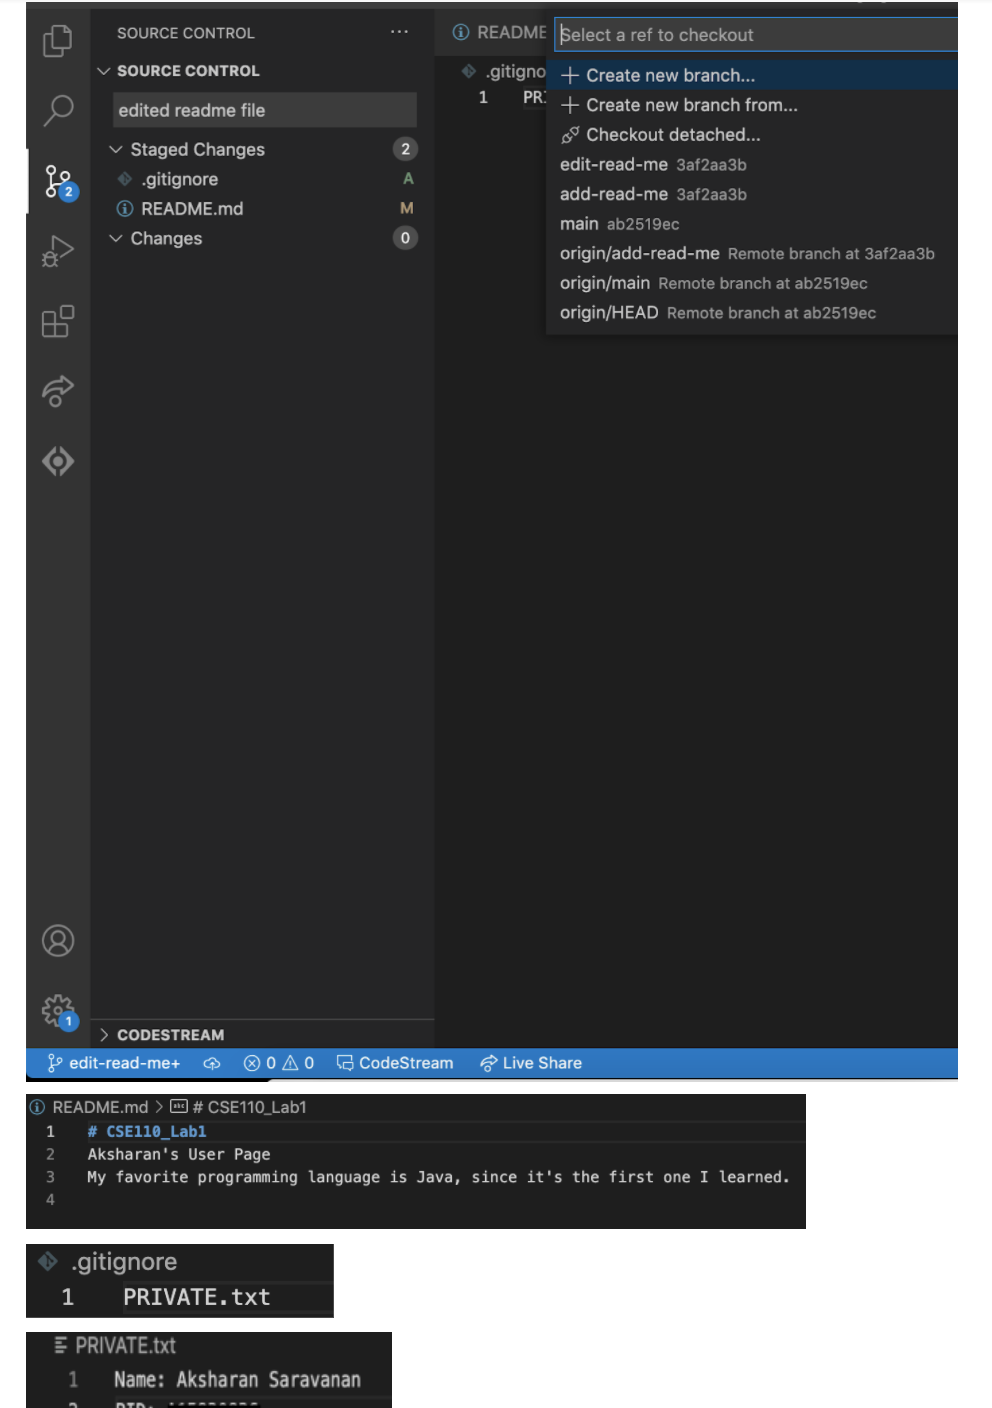 SOURCE CONTROL ...
README
SOURCE CONTROL
edited readme file
Staged Changes 2
.gitignore A
README.md M
Changes 0
.gitigno
1 PRI
Select a ref to checkout
Create new branch...
Create new branch from...
Checkout detached...
edit-read-me 3af2aa3b
add-read-me 3af2aa3b
main ab2519ec
origin/add-read-me Remote branch at 3af2aa3b
origin/main Remote branch at ab2519ec
origin/HEAD Remote branch at ab2519ec
2
1
CODESTREAM
edit-read-me+ 0 0 CodeStream Live Share
README.md > abc # CSE110_Lab1
1 # CSE110_Lab1
2 Aksharan's User Page
3 My favorite programming language is Java, since it's the first one I learned.
4
.gitignore
1 PRIVATE.txt
PRIVATE.txt
1 Name: Aksharan Saravanan
2 PID: